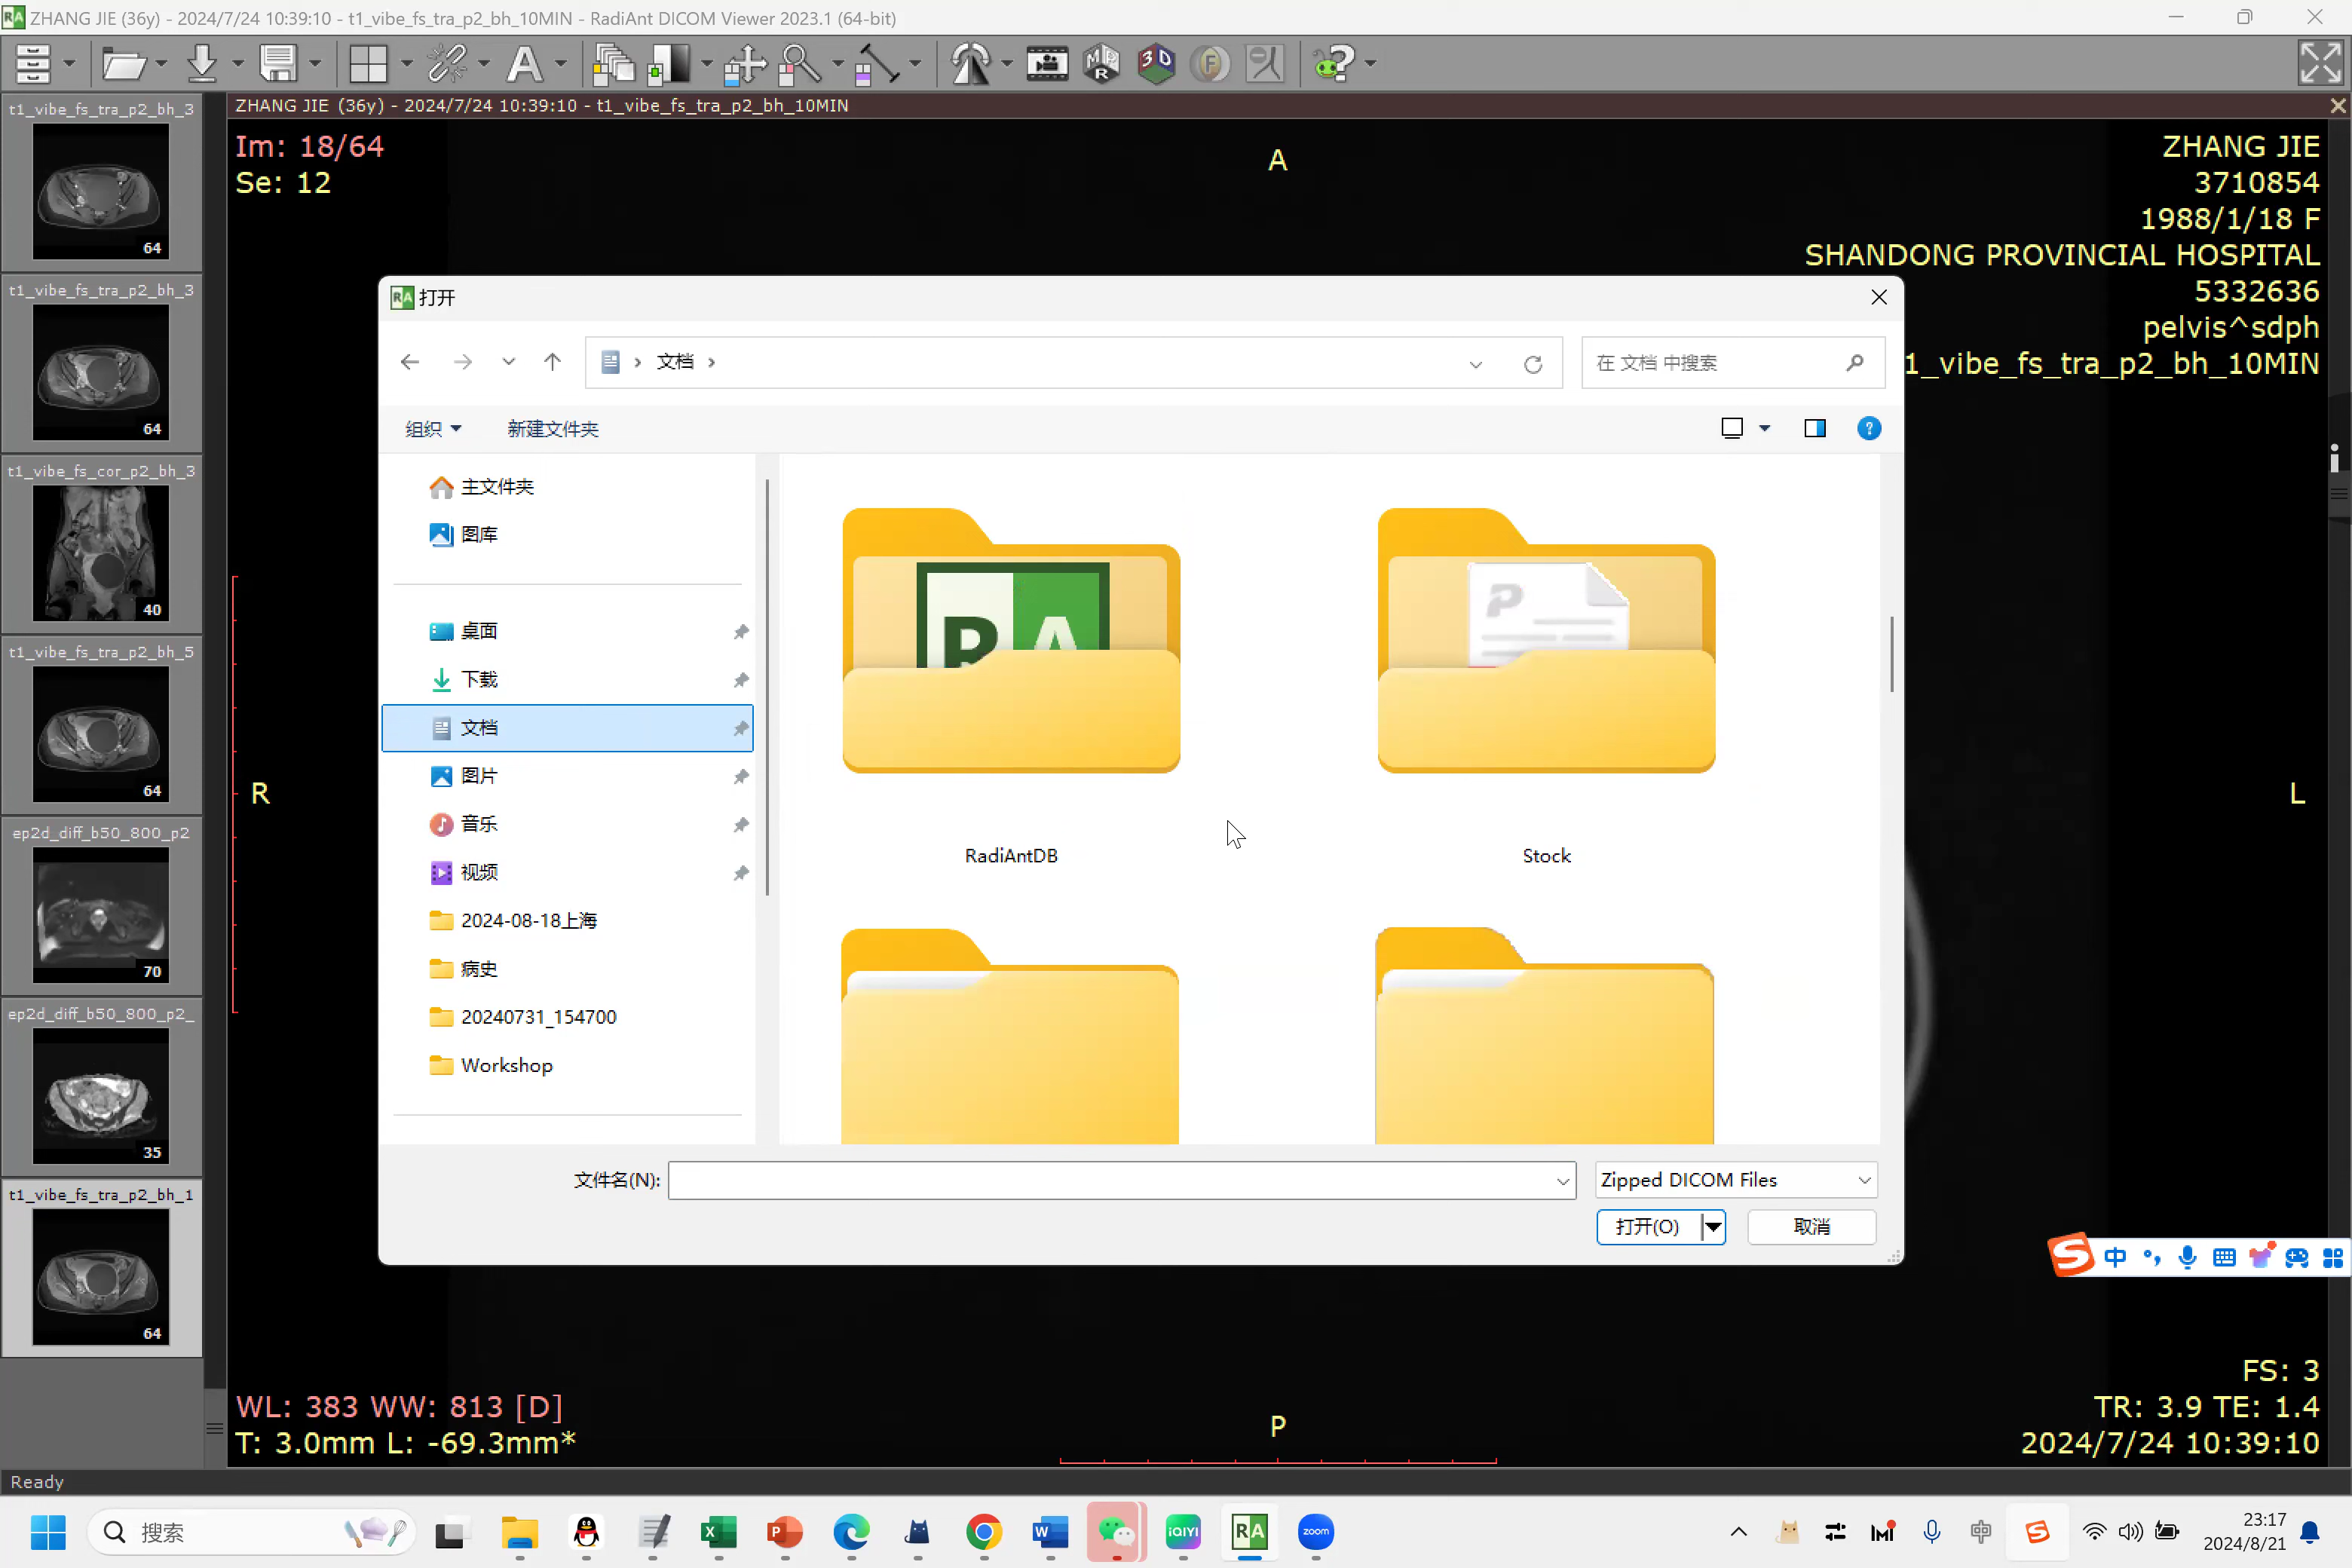 ZHANG JIE (36y) - 2024/7/24 10:39:10 - t1_vibe_fs_tra_p2_bh_10MIN - RadiAnt DICOM Viewer 2023.1 (64-bit)
ZHANG JIE (36y) - 2024/7/24 10:39:10 - t1_vibe_fs_tra_p2_bh_10MIN
t1_vibe_fs_tra_p2_bh_3
64
t1_vibe_fs_tra_p2_bh_3
64
t1_vibe_fs_cor_p2_bh_3
40
t1_vibe_fs_tra_p2_bh_5
64
ep2d_diff_b50_800_p2
70
ep2d_diff_b50_800_p2_
35
t1_vibe_fs_tra_p2_bh_1
64
Im: 18/64
Se: 12
A
ZHANG JIE
3710854
1988/1/18 F
SHANDONG PROVINCIAL HOSPITAL
5332636
pelvis^sdph
1_vibe_fs_tra_p2_bh_10MIN
R
L
打开
文档
在 文档 中搜索
组织
新建文件夹
主文件夹
图库
桌面
下载
文档
图片
音乐
视频
2024-08-18上海
病史
20240731_154700
Workshop
RadiAntDB
Stock
文件名(N):
Zipped DICOM Files
打开(O)
取消
中
WL: 383 WW: 813 [D]
T: 3.0mm L: -69.3mm*
P
FS: 3
TR: 3.9 TE: 1.4
2024/7/24 10:39:10
Ready
搜索
中
23:17
2024/8/21